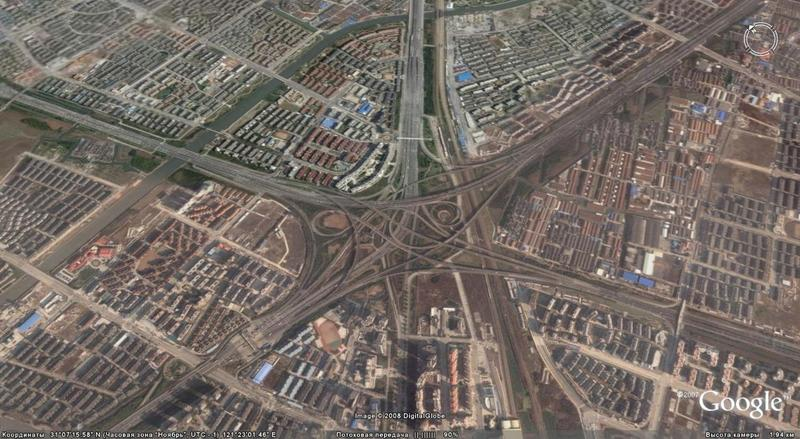 ©2007 Google™
Image © 2008 DigitalGlobe
Координаты 31°07'15.58" N (Часовая зона "Ноябрь", UTC -1) 121°23'01.46" E Потоковая передача ||||||||| 90% Высота камеры 1.94 км